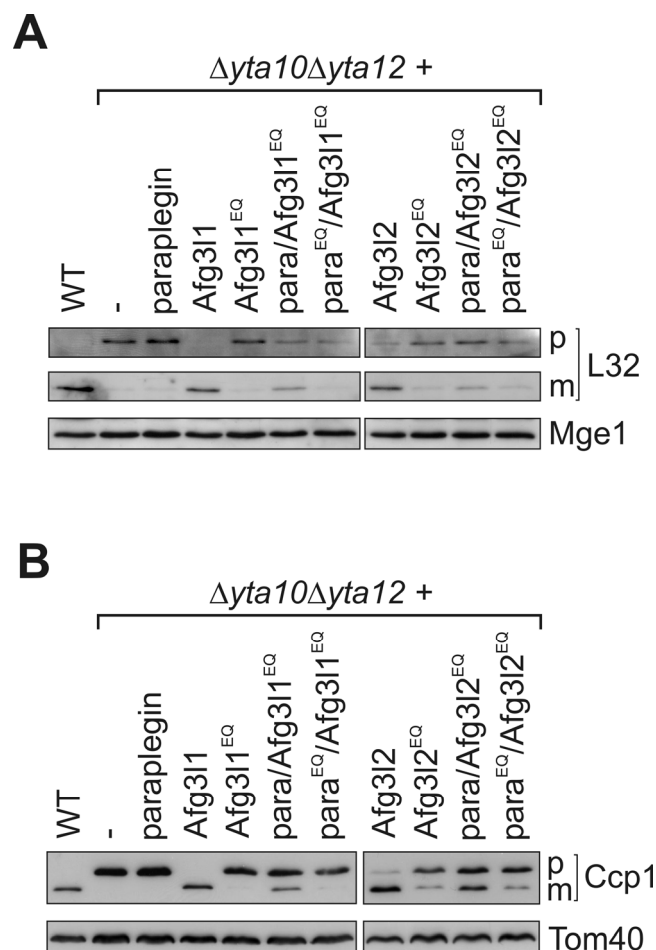 A
Δyta10Δyta12 +
WT
-
paraplegin
Afg3l1
Afg3l1EQ
para/Afg3l1EQ
paraEQ/Afg3l1EQ
Afg3l2
Afg3l2EQ
para/Afg3l2EQ
paraEQ/Afg3l2EQ
p
m
L32
Mge1
B
Δyta10Δyta12 +
WT
-
paraplegin
Afg3l1
Afg3l1EQ
para/Afg3l1EQ
paraEQ/Afg3l1EQ
Afg3l2
Afg3l2EQ
para/Afg3l2EQ
paraEQ/Afg3l2EQ
p
m
Ccp1
Tom40